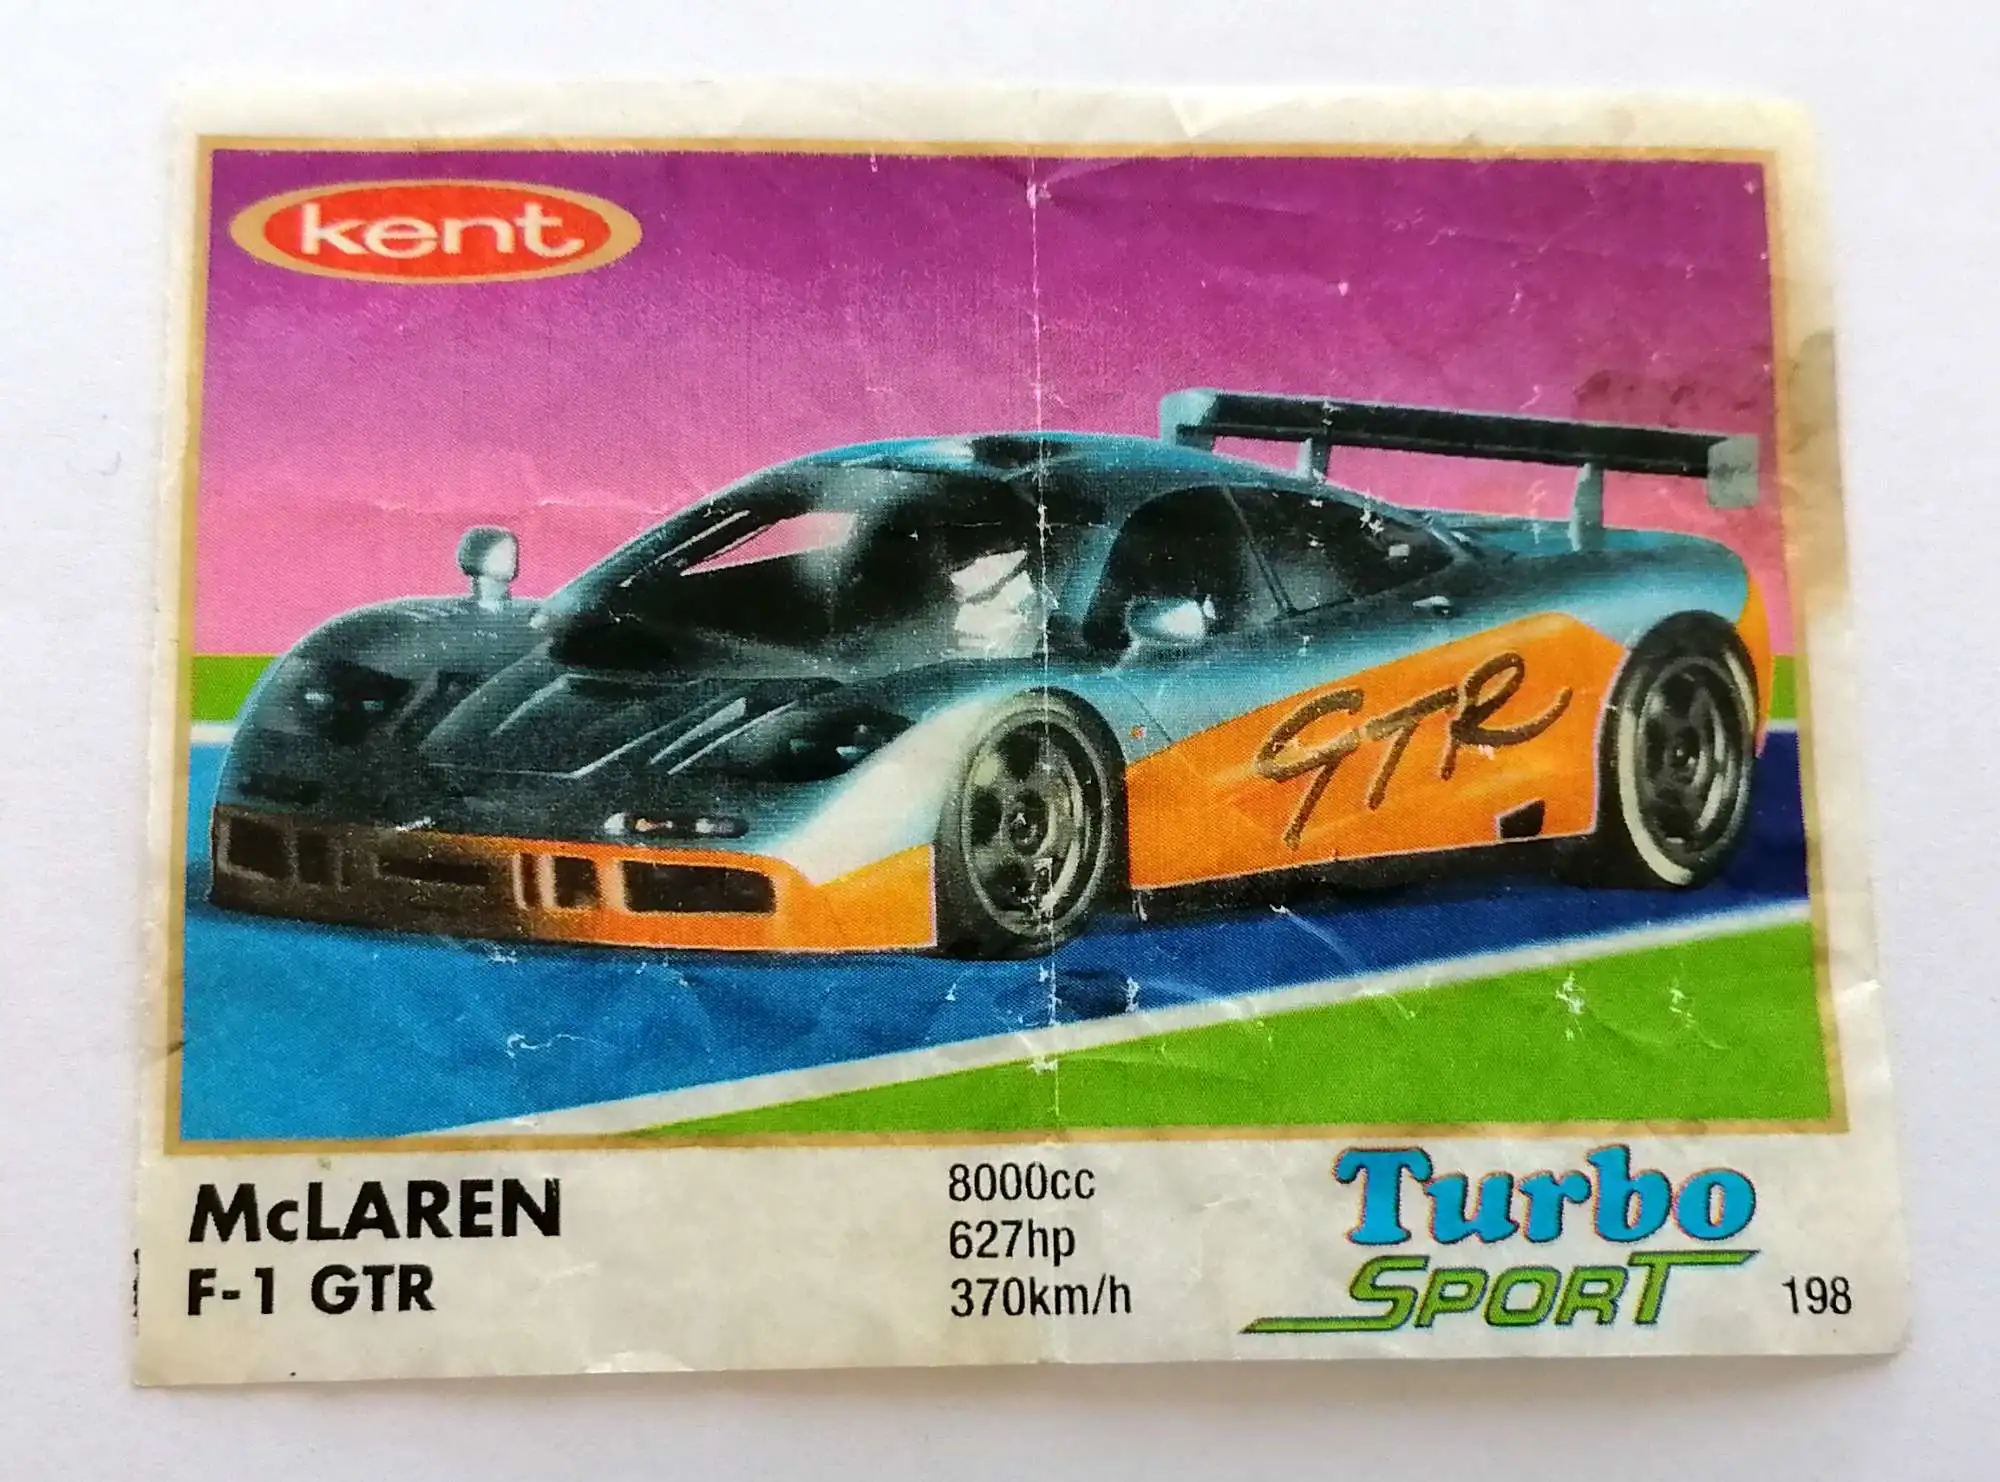 kent
GTR
McLAREN
F-1 GTR
8000cc
627hp
370km/h
Turbo
SPORT
198